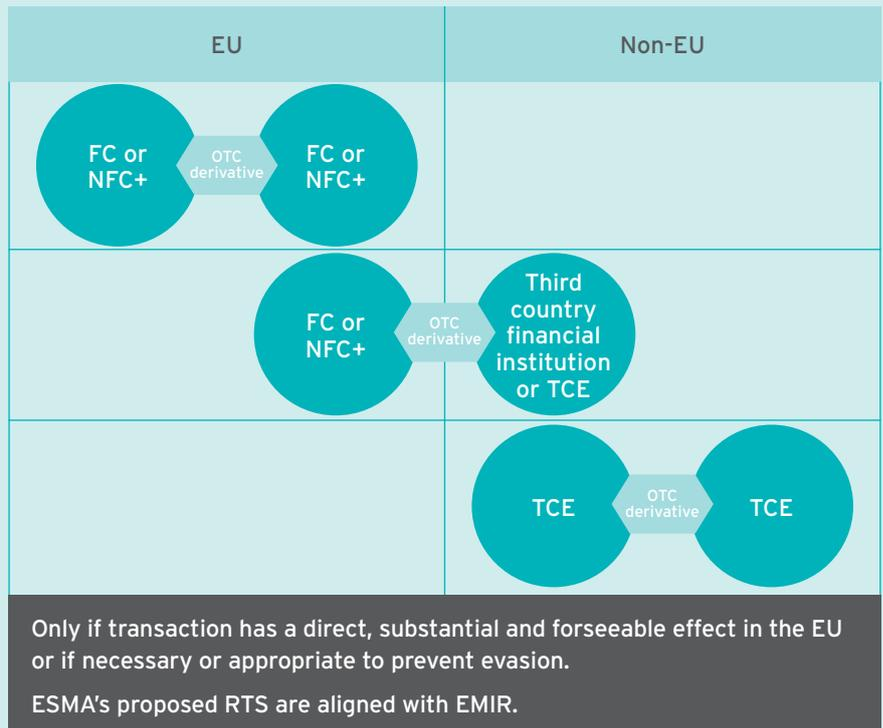 EU
Non-EU
FC or
NFC+
OTC
derivative
FC or
NFC+
FC or
NFC+
OTC
derivative
Third
country
financial
institution
or TCE
TCE
OTC
derivative
TCE
Only if transaction has a direct, substantial and forseeable effect in the EU
or if necessary or appropriate to prevent evasion.
ESMA's proposed RTS are aligned with EMIR.